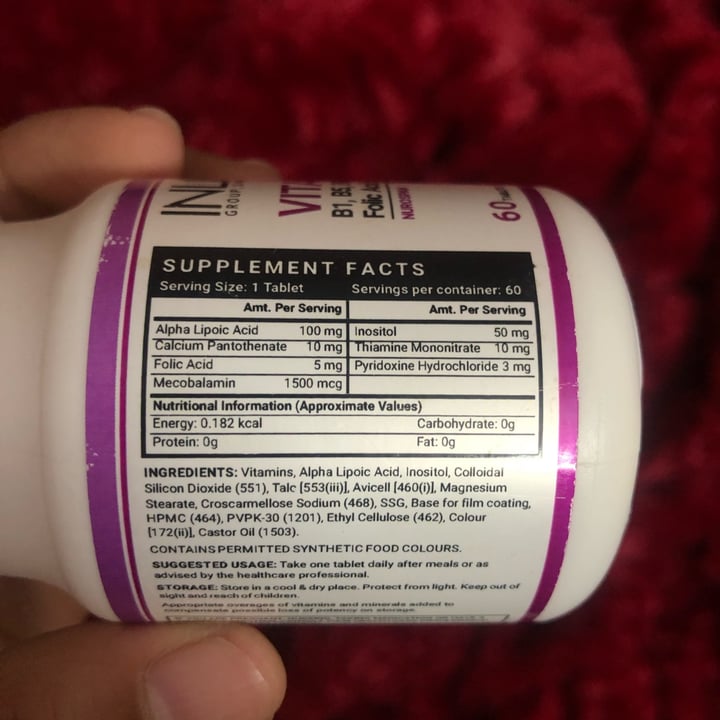 60
VITA
B1, B5,
Folic Ac
NUROSP
SUPPLEMENT FACTS
Serving Size: 1 Tablet Servings per container: 60
Amt. Per Serving Amt. Per Serving
Alpha Lipoic Acid 100 mg Inositol 50 mg
Calcium Pantothenate 10 mg Thiamine Mononitrate 10 mg
Folic Acid 5 mg Pyridoxine Hydrochloride 3 mg
Mecobalamin 1500 mcg
Nutritional Information (Approximate Values)
Energy: 0.182 kcal Carbohydrate: 0g
Protein: 0g Fat: 0g
INGREDIENTS: Vitamins, Alpha Lipoic Acid, Inositol, Colloidal
Silicon Dioxide (551), Talc [553(iii)], Avicell [460(i)], Magnesium
Stearate, Croscarmellose Sodium (468), SSG, Base for film coating,
HPMC (464), PVPK-30 (1201), Ethyl Cellulose (462), Colour
[172(ii)], Castor Oil (1503).
CONTAINS PERMITTED SYNTHETIC FOOD COLOURS.
SUGGESTED USAGE: Take one tablet daily after meals or as
advised by the healthcare professional.
STORAGE: Store in a cool & dry place. Protect from light. Keep out of
sight and reach of children.
Appropriate overages of vitamins and minerals added to
compensate possible loss of potency on storage.